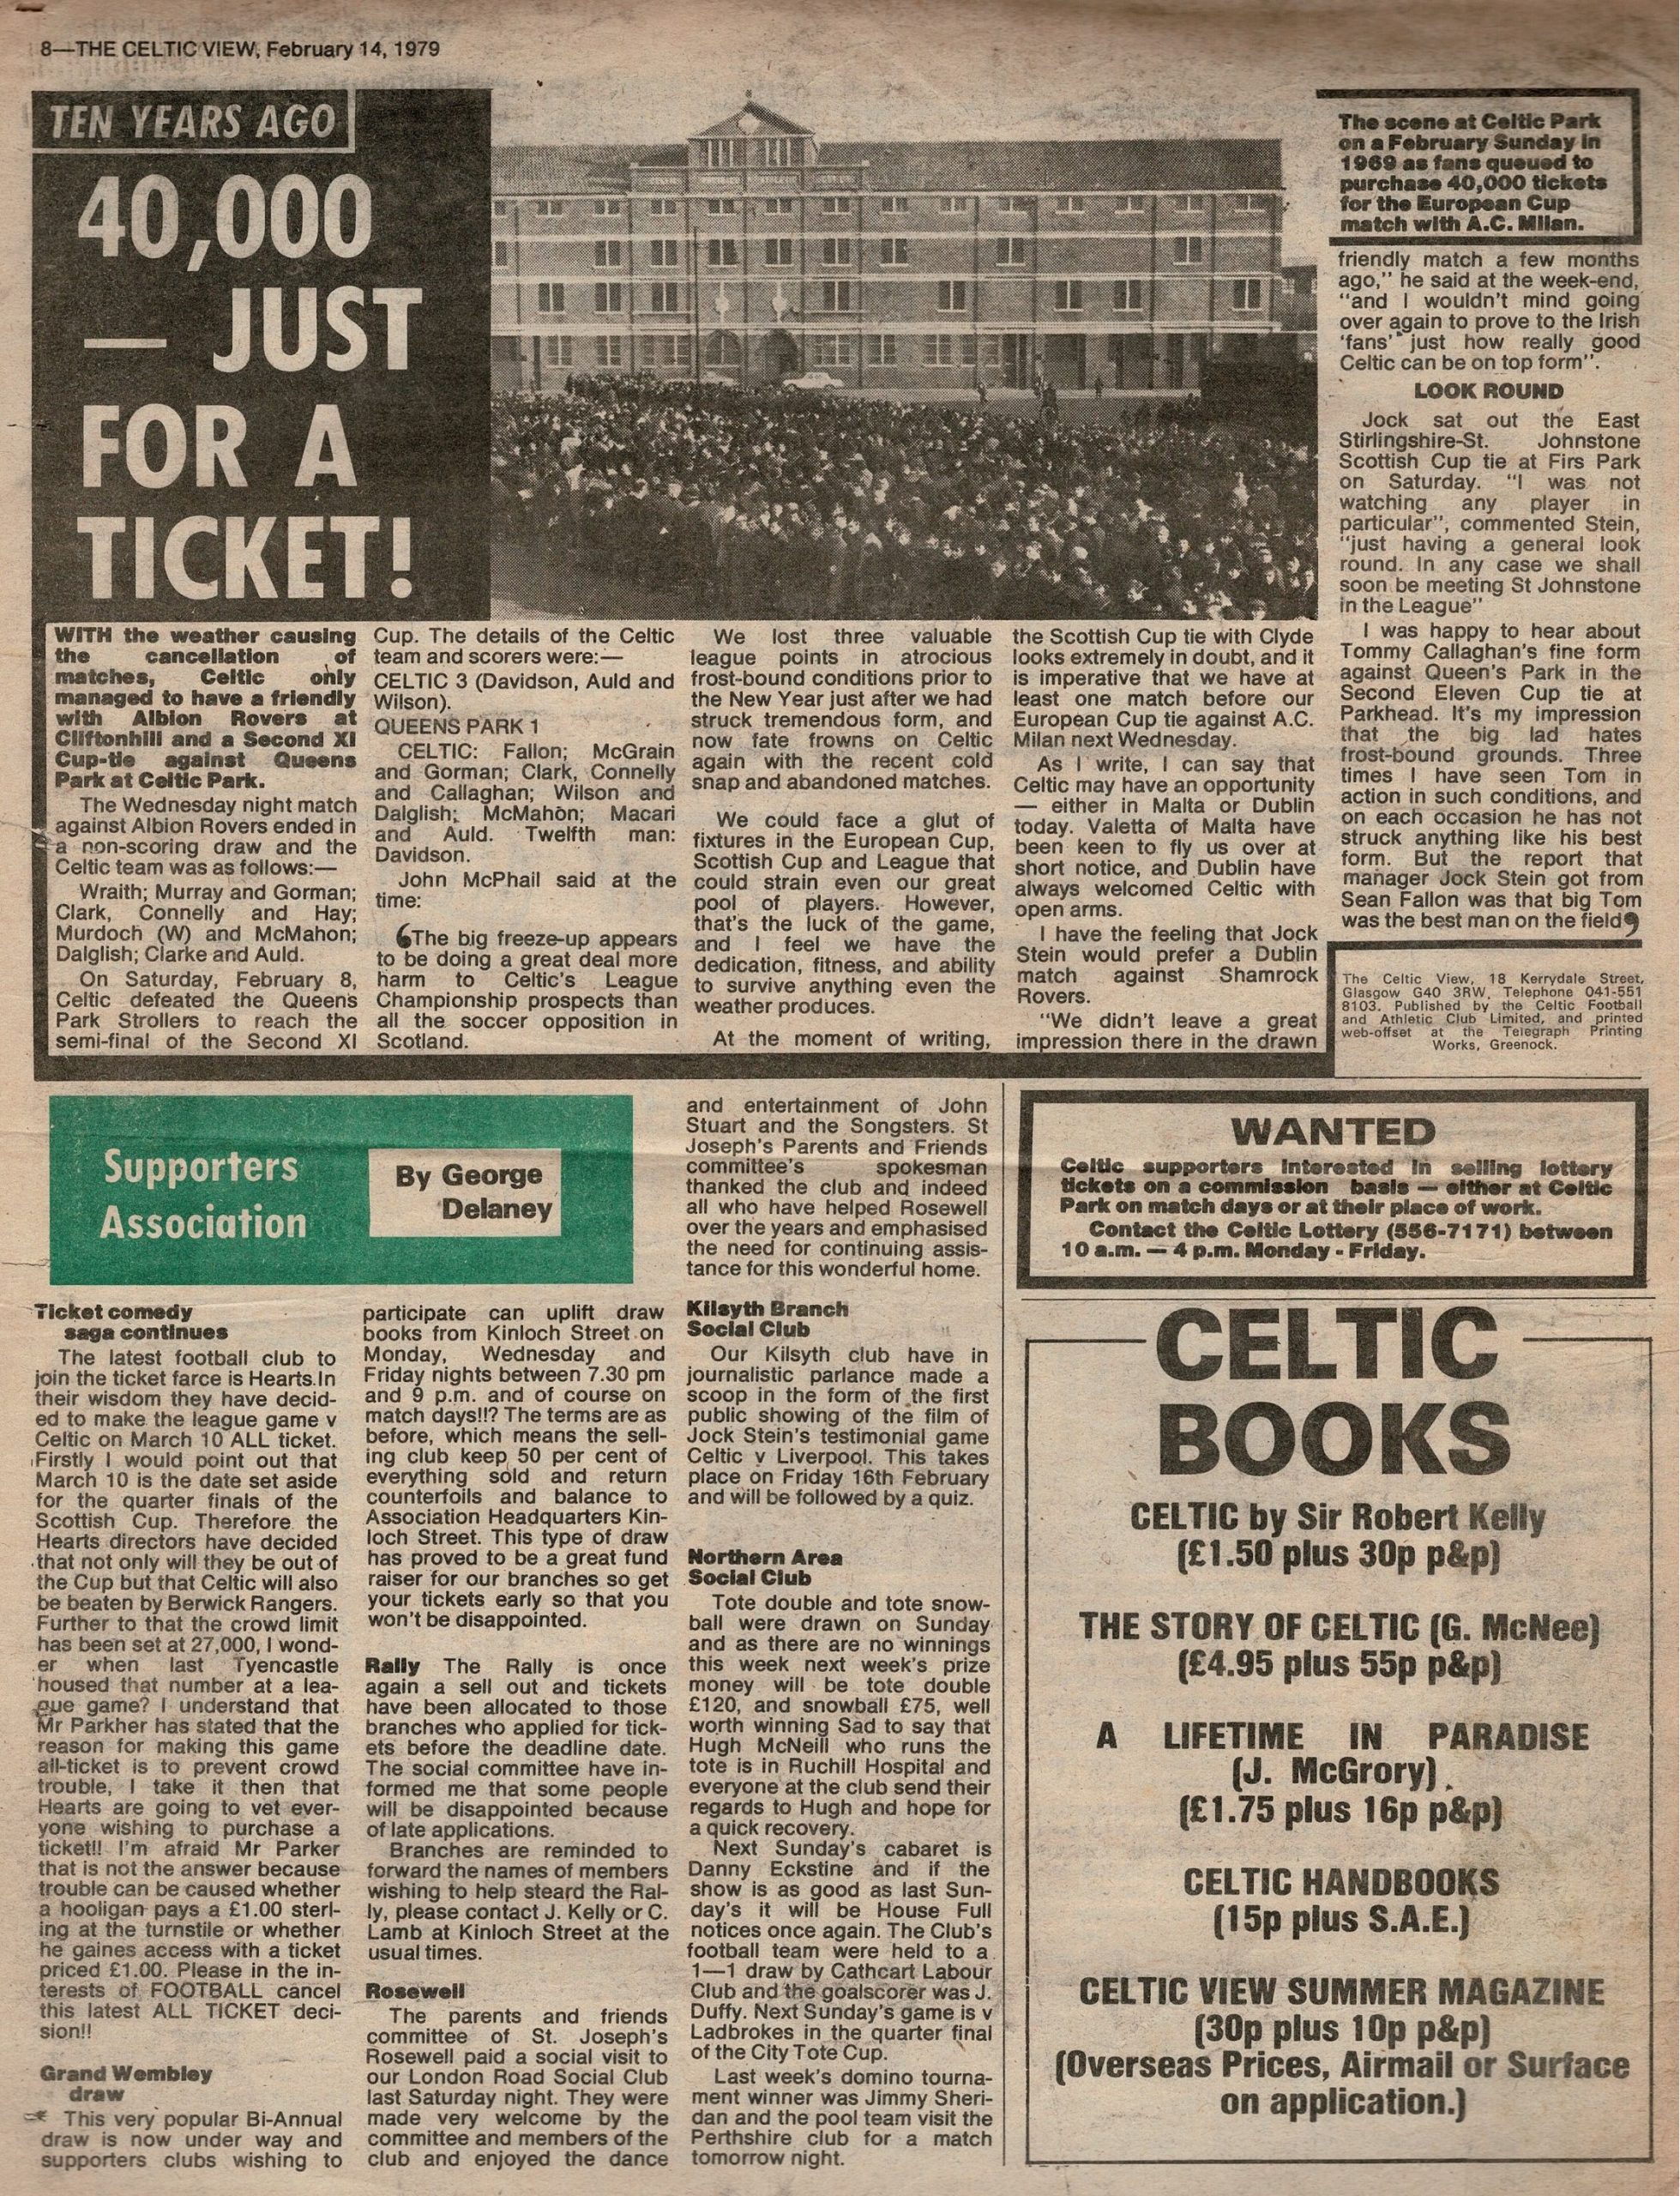 8—THE CELTIC VIEW, February 14, 1979
TEN YEARS AGO
40,000
— JUST
FOR A
TICKET!
The scene at Celtic Park
on a February Sunday in
1969 as fans queued to
purchase 40,000 tickets
for the European Cup
match with A.C. Milan.
WITH the weather causing
the cancellation of
matches, Celtic only
managed to have a friendly
with Albion Rovers at
Cliftonhill and a Second XI
Cup-tie against Queens
Park at Celtic Park.
The Wednesday night match
against Albion Rovers ended in
a non-scoring draw and the
Celtic team was as follows:—
Wraith; Murray and Gorman;
Clark, Connelly and Hay;
Murdoch (W) and McMahon;
Dalglish; Clarke and Auld.
On Saturday, February 8,
Celtic defeated the Queen's
Park Strollers to reach the
semi-final of the Second XI
Cup. The details of the Celtic
team and scorers were:—
CELTIC 3 (Davidson, Auld and
Wilson).
QUEENS PARK 1
CELTIC: Fallon; McGrain
and Gorman; Clark, Connelly
and Callaghan; Wilson and
Dalglish; McMahon; Macari
and Auld. Twelfth man:
Davidson.
John McPhail said at the
time:
❛The big freeze-up appears
to be doing a great deal more
harm to Celtic's League
Championship prospects than
all the soccer opposition in
Scotland.
We lost three valuable
league points in atrocious
frost-bound conditions prior to
the New Year just after we had
struck tremendous form, and
now fate frowns on Celtic
again with the recent cold
snap and abandoned matches.
We could face a glut of
fixtures in the European Cup,
Scottish Cup and League that
could strain even our great
pool of players. However,
that's the luck of the game,
and I feel we have the
dedication, fitness, and ability
to survive anything even the
weather produces.
At the moment of writing,
the Scottish Cup tie with Clyde
looks extremely in doubt, and it
is imperative that we have at
least one match before our
European Cup tie against A.C.
Milan next Wednesday.
As I write, I can say that
Celtic may have an opportunity
— either in Malta or Dublin
today. Valetta of Malta have
been keen to fly us over at
short notice, and Dublin have
always welcomed Celtic with
open arms.
I have the feeling that Jock
Stein would prefer a Dublin
match against Shamrock
Rovers.
"We didn't leave a great
impression there in the drawn
friendly match a few months
ago," he said at the week-end,
"and I wouldn't mind going
over again to prove to the Irish
'fans' just how really good
Celtic can be on top form".
LOOK ROUND
Jock sat out the East
Stirlingshire-St. Johnstone
Scottish Cup tie at Firs Park
on Saturday. "I was not
watching any player in
particular", commented Stein,
"just having a general look
round. In any case we shall
soon be meeting St Johnstone
in the League"
I was happy to hear about
Tommy Callaghan's fine form
against Queen's Park in the
Second Eleven Cup tie at
Parkhead. It's my impression
that the big lad hates
frost-bound grounds. Three
times I have seen Tom in
action in such conditions, and
on each occasion he has not
struck anything like his best
form. But the report that
manager Jock Stein got from
Sean Fallon was that big Tom
was the best man on the field❜
The Celtic View, 18 Kerrydale Street,
Glasgow G40 3RW, Telephone 041-551
8103. Published by the Celtic Football
and Athletic Club Limited, and printed
web-offset at the Telegraph Printing
Works, Greenock.
Supporters
Association
By George
Delaney
Ticket comedy
saga continues
The latest football club to
join the ticket farce is Hearts.In
their wisdom they have decid-
ed to make the league game v
Celtic on March 10 ALL ticket.
Firstly I would point out that
March 10 is the date set aside
for the quarter finals of the
Scottish Cup. Therefore the
Hearts directors have decided
that not only will they be out of
the Cup but that Celtic will also
be beaten by Berwick Rangers.
Further to that the crowd limit
has been set at 27,000, I wond-
er when last Tyencastle
housed that number at a lea-
gue game? I understand that
Mr Parkher has stated that the
reason for making this game
all-ticket is to prevent crowd
trouble, I take it then that
Hearts are going to vet ever-
yone wishing to purchase a
ticket!! I'm afraid Mr Parker
that is not the answer because
trouble can be caused whether
a hooligan pays a £1.00 sterl-
ing at the turnstile or whether
he gaines access with a ticket
priced £1.00. Please in the in-
terests of FOOTBALL cancel
this latest ALL TICKET deci-
sion!!
Grand Wembley
draw
This very popular Bi-Annual
draw is now under way and
supporters clubs wishing to
participate can uplift draw
books from Kinloch Street on
Monday, Wednesday and
Friday nights between 7.30 pm
and 9 p.m. and of course on
match days!!? The terms are as
before, which means the sell-
ing club keep 50 per cent of
everything sold and return
counterfoils and balance to
Association Headquarters Kin-
loch Street. This type of draw
has proved to be a great fund
raiser for our branches so get
your tickets early so that you
won't be disappointed.
Rally The Rally is once
again a sell out and tickets
have been allocated to those
branches who applied for tick-
ets before the deadline date.
The social committee have in-
formed me that some people
will be disappointed because
of late applications.
Branches are reminded to
forward the names of members
wishing to help steard the Ral-
ly, please contact J. Kelly or C.
Lamb at Kinloch Street at the
usual times.
Rosewell
The parents and friends
committee of St. Joseph's
Rosewell paid a social visit to
our London Road Social Club
last Saturday night. They were
made very welcome by the
committee and members of the
club and enjoyed the dance
and entertainment of John
Stuart and the Songsters. St
Joseph's Parents and Friends
committee's spokesman
thanked the club and indeed
all who have helped Rosewell
over the years and emphasised
the need for continuing assis-
tance for this wonderful home.
Kilsyth Branch
Social Club
Our Kilsyth club have in
journalistic parlance made a
scoop in the form of the first
public showing of the film of
Jock Stein's testimonial game
Celtic v Liverpool. This takes
place on Friday 16th February
and will be followed by a quiz.
Northern Area
Social Club
Tote double and tote snow-
ball were drawn on Sunday
and as there are no winnings
this week next week's prize
money will be tote double
£120, and snowball £75, well
worth winning Sad to say that
Hugh McNeill who runs the
tote is in Ruchill Hospital and
everyone at the club send their
regards to Hugh and hope for
a quick recovery.
Next Sunday's cabaret is
Danny Eckstine and if the
show is as good as last Sun-
day's it will be House Full
notices once again. The Club's
football team were held to a
1—1 draw by Cathcart Labour
Club and the goalscorer was J.
Duffy. Next Sunday's game is v
Ladbrokes in the quarter final
of the City Tote Cup.
Last week's domino tourna-
ment winner was Jimmy Sheri-
dan and the pool team visit the
Perthshire club for a match
tomorrow night.
WANTED
Celtic supporters interested in selling lottery
tickets on a commission basis — either at Celtic
Park on match days or at their place of work.
Contact the Celtic Lottery (556-7171) between
10 a.m. — 4 p.m. Monday - Friday.
CELTIC
BOOKS
CELTIC by Sir Robert Kelly
(£1.50 plus 30p p&p)
THE STORY OF CELTIC (G. McNee)
(£4.95 plus 55p p&p)
A LIFETIME IN PARADISE
(J. McGrory)
(£1.75 plus 16p p&p)
CELTIC HANDBOOKS
(15p plus S.A.E.)
CELTIC VIEW SUMMER MAGAZINE
(30p plus 10p p&p)
(Overseas Prices, Airmail or Surface
on application.)